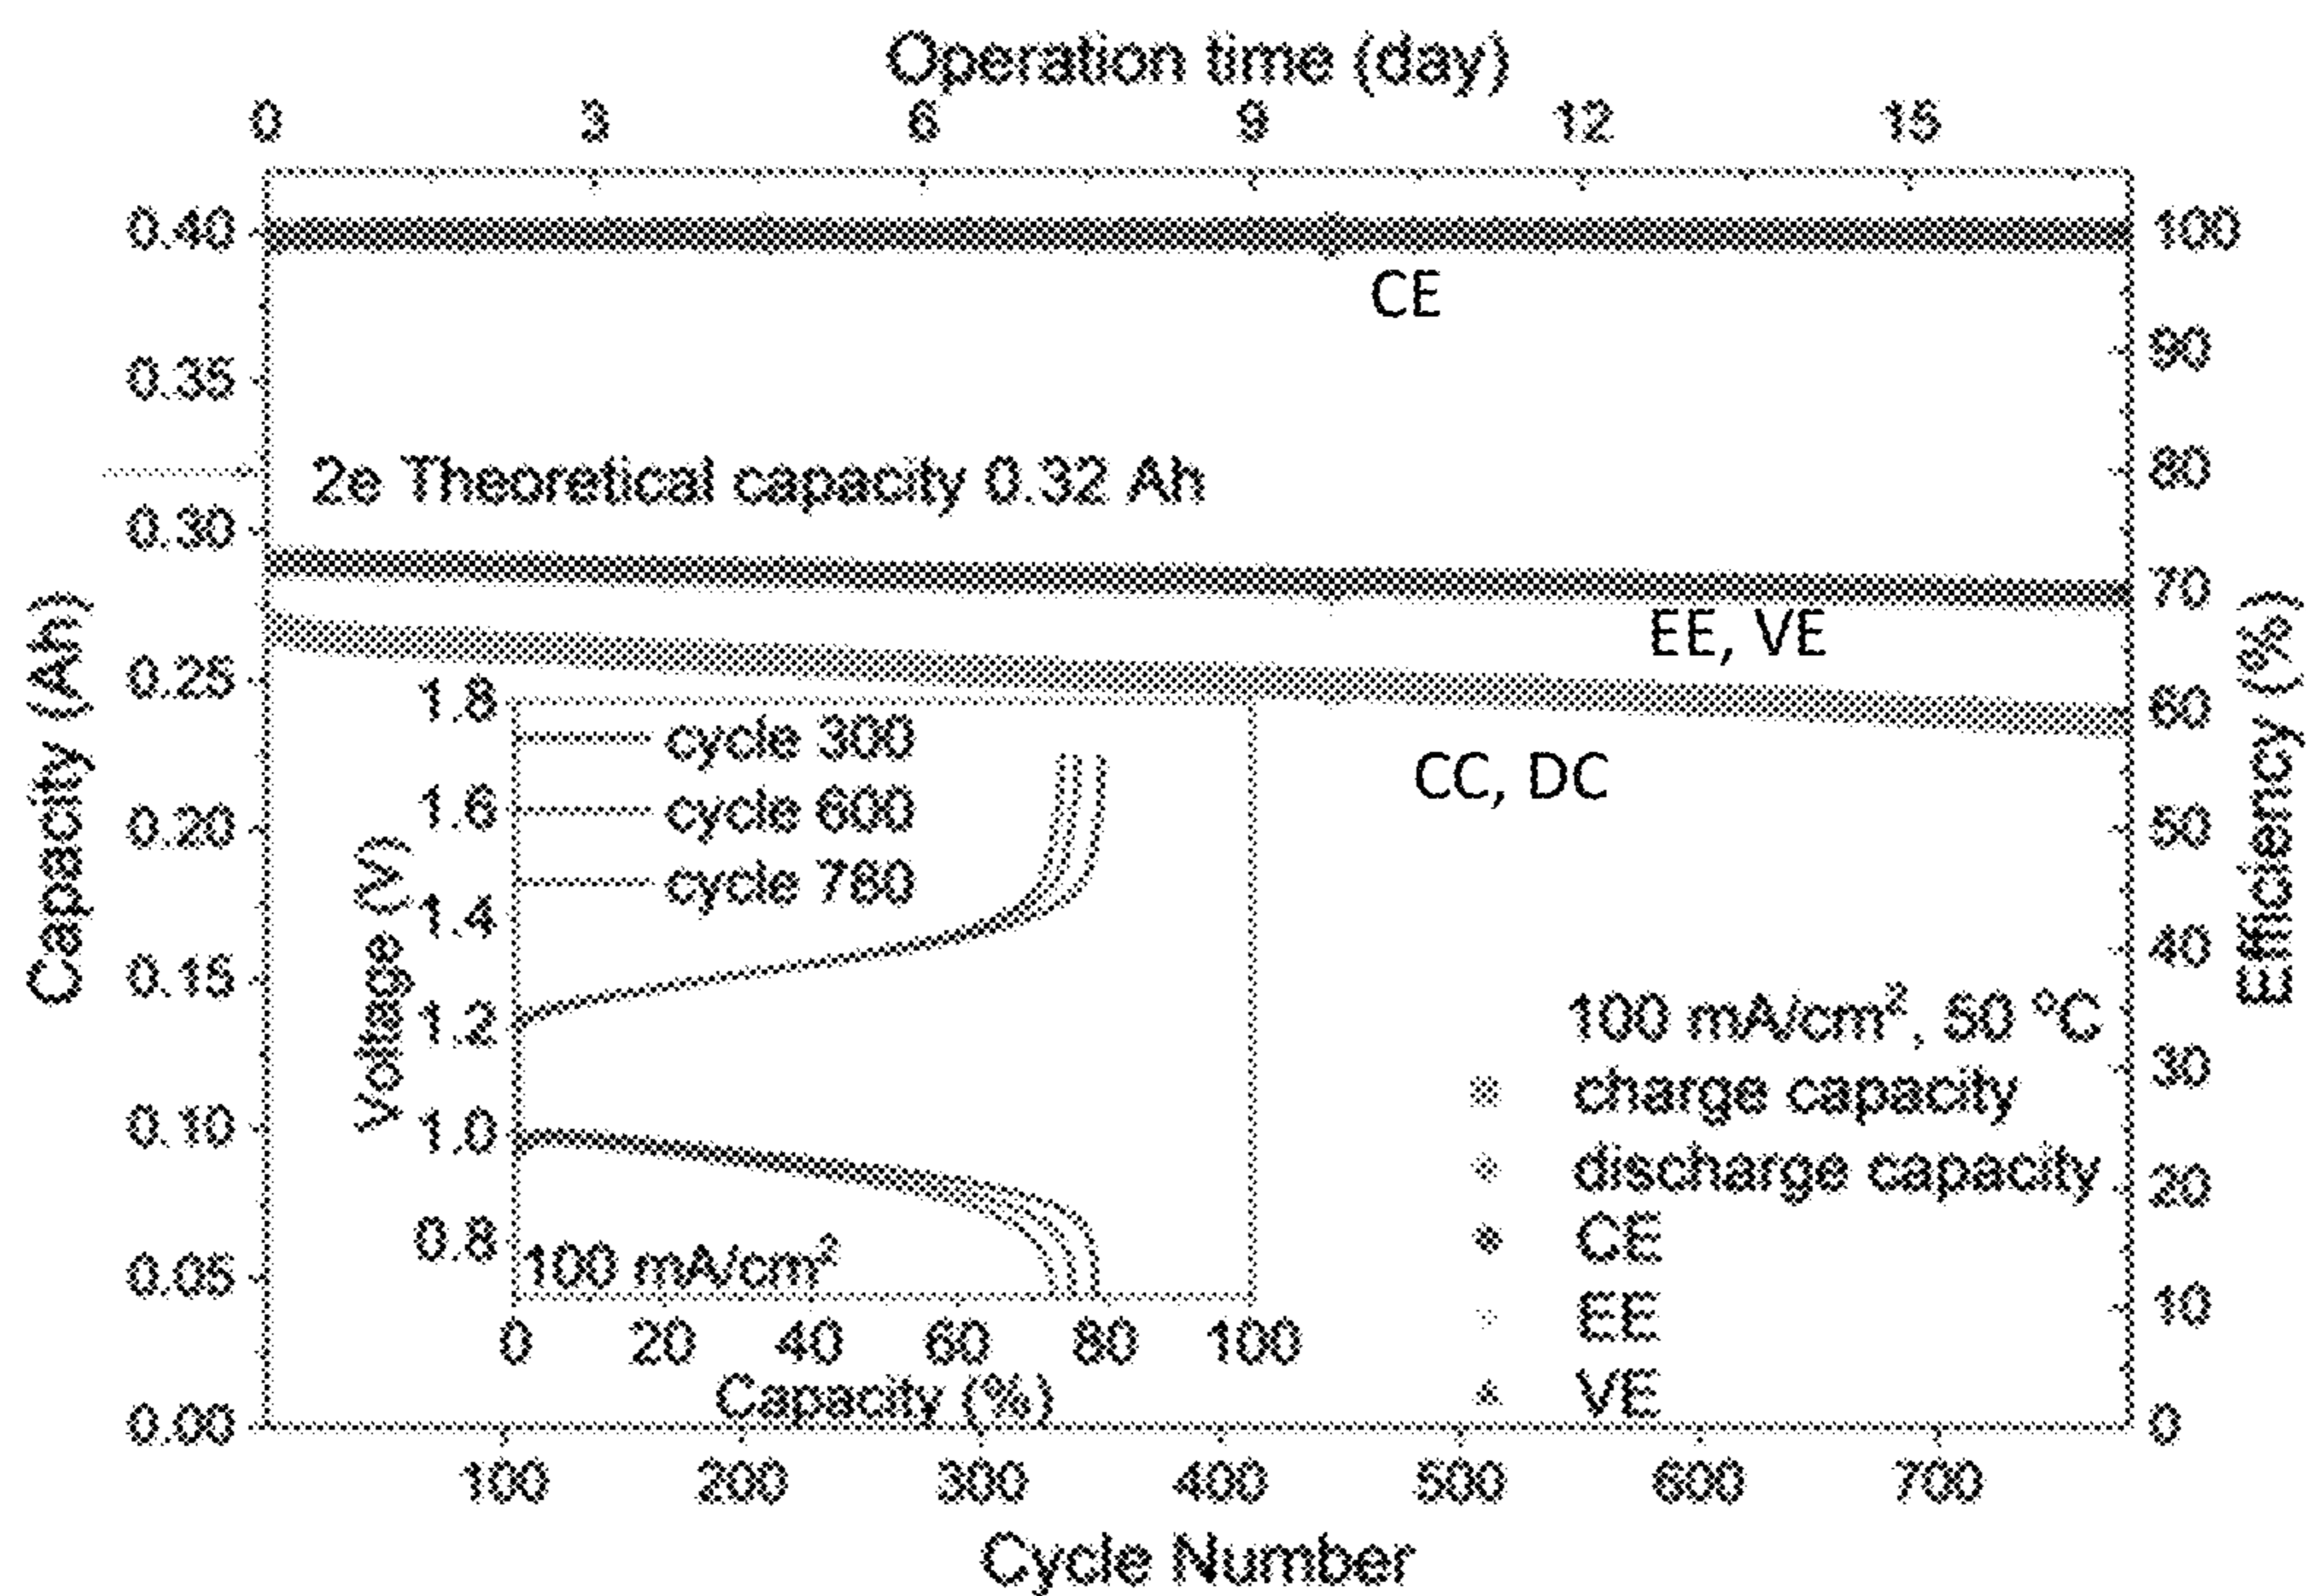 Operation time (day)
0 3 6 9 12 15
0.40
0.35
0.30
0.25
0.20
0.15
0.10
0.05
0.00
Capacity (Ah)
100
90
80
70
60
50
40
30
20
10
0
Efficiency (%)
CE
2e Theoretical capacity 0.32 Ah
EE, VE
CC, DC
1.8
1.6
1.4
1.2
1.0
0.8
Voltage (V)
cycle 300
cycle 600
cycle 780
100 mA/cm²
0 20 40 60 80 100
Capacity (%)
100 mA/cm², 50 °C
charge capacity
discharge capacity
CE
EE
VE
100 200 300 400 500 600 700
Cycle Number